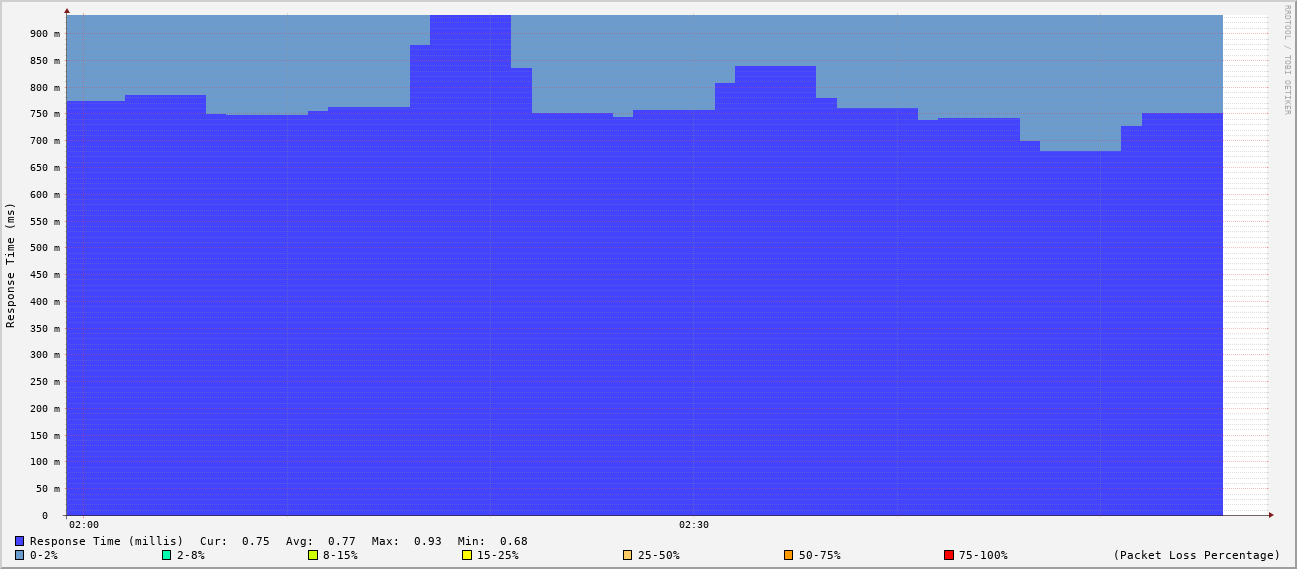 RRDTOOL / TOBI OETIKER
Response Time (ms)
900 m
850 m
800 m
750 m
700 m
650 m
600 m
550 m
500 m
450 m
400 m
350 m
300 m
250 m
200 m
150 m
100 m
50 m
0
02:00 02:30
Response Time (millis) Cur: 0.75 Avg: 0.77 Max: 0.93 Min: 0.68
0-2% 2-8% 8-15% 15-25% 25-50% 50-75% 75-100% (Packet Loss Percentage)